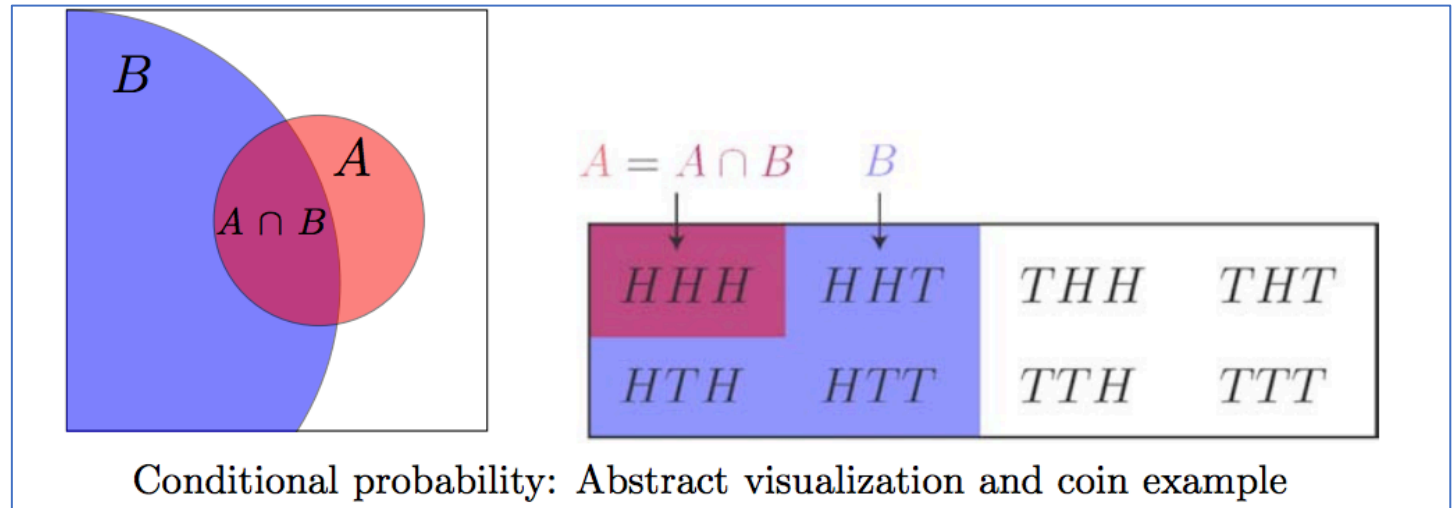 B
A
A ∩ B
A = A ∩ B B
HHH HHT THH THT
HTH HTT TTH TTT
Conditional probability: Abstract visualization and coin example